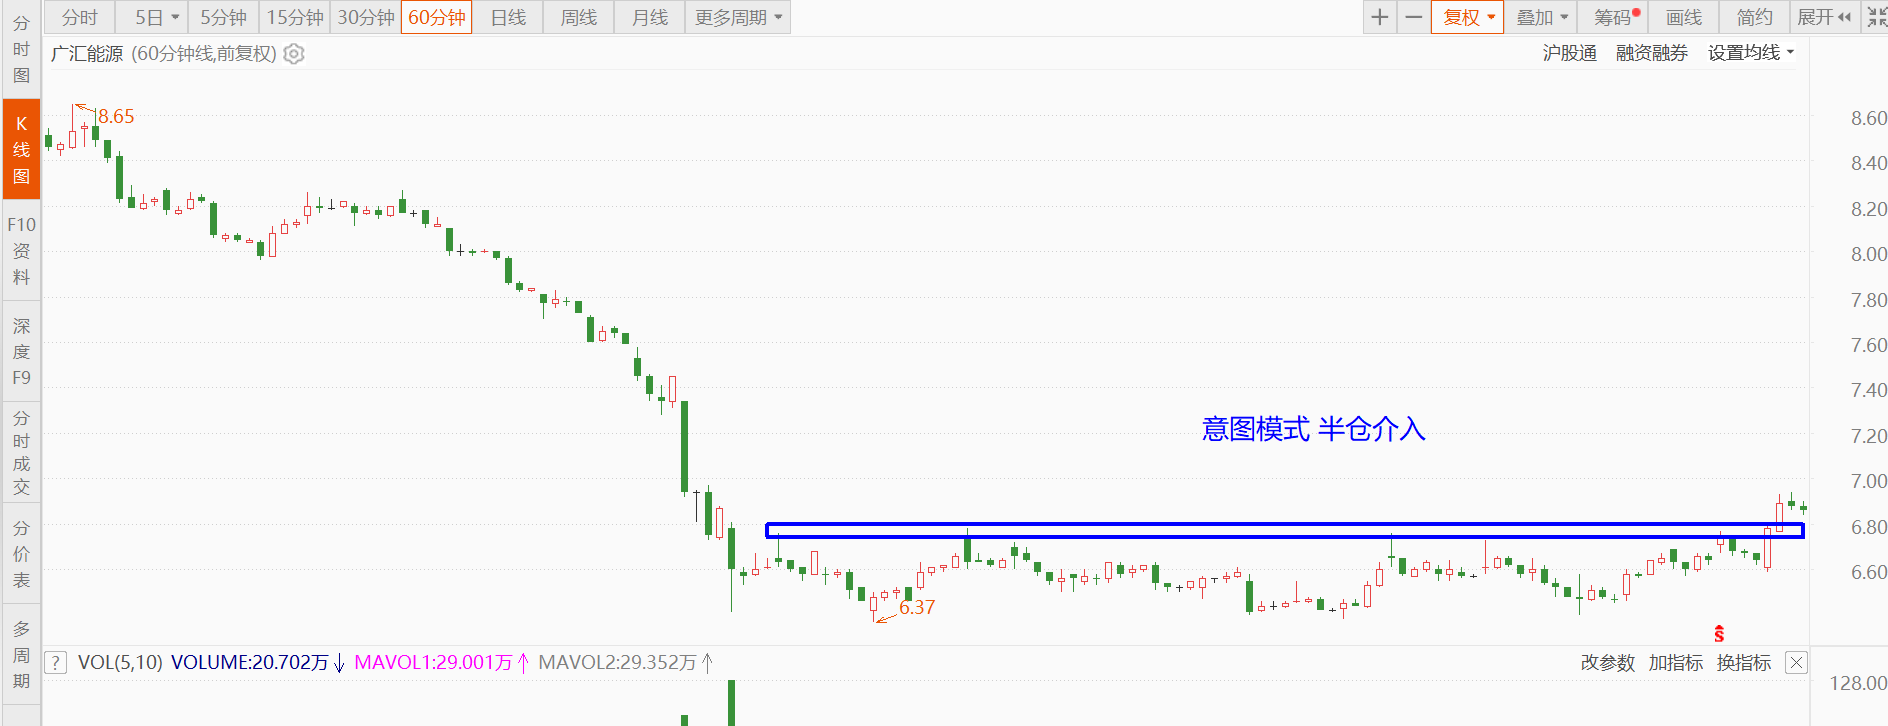 分时 5日 5分钟 15分钟 30分钟 60分钟 日线 周线 月线 更多周期 复权 叠加 筹码 画线 简约 展开
广汇能源 (60分钟线,前复权) 沪股通 融资融券 设置均线
分时图
K线图
F10资料
深度F9
分时成交
分价表
多周期
8.65
8.60
8.40
8.20
8.00
7.80
7.60
7.40
意图模式 半仓介入
7.20
7.00
6.80
6.60
6.37
S
? VOL(5,10) VOLUME:20.702万↓ MAVOL1:29.001万↑ MAVOL2:29.352万↑ 改参数 加指标 换指标
128.00